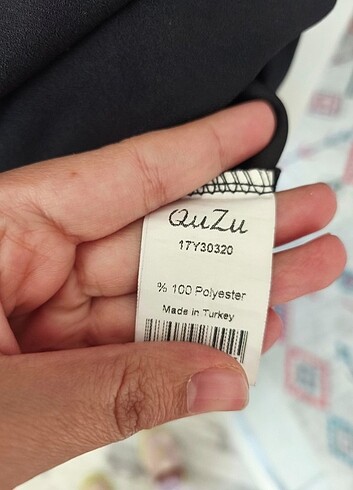 QuZu
17Y30320
% 100 Polyester
Made in Turkey